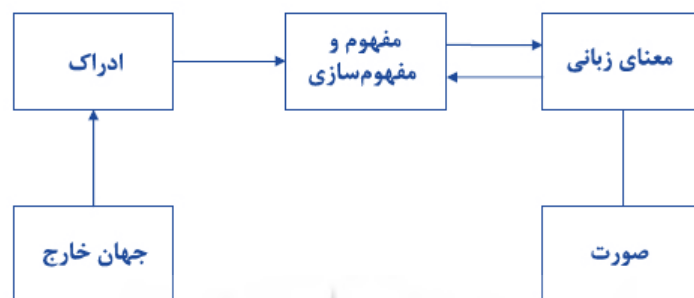 معنای زبانی
مفهوم و
مفهوم‌سازی
ادراک
صورت
جهان خارج